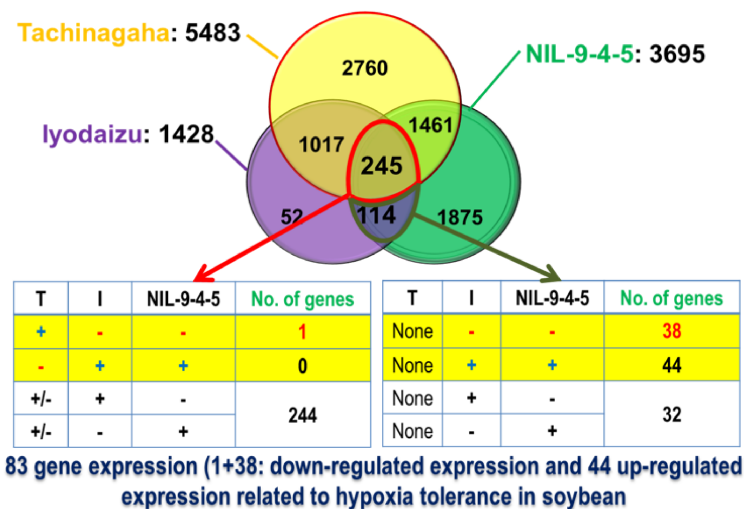 Tachinagaha: 5483
2760
NIL-9-4-5: 3695
1461
Iyodaizu: 1428
1017
245
52
114
1875
T I NIL-9-4-5 No. of genes
+ - - 1
- + + 0
+/- + - 244
+/- - +
T I NIL-9-4-5 No. of genes
None - - 38
None + + 44
None + - 32
None - +
83 gene expression (1+38: down-regulated expression and 44 up-regulated
expression related to hypoxia tolerance in soybean